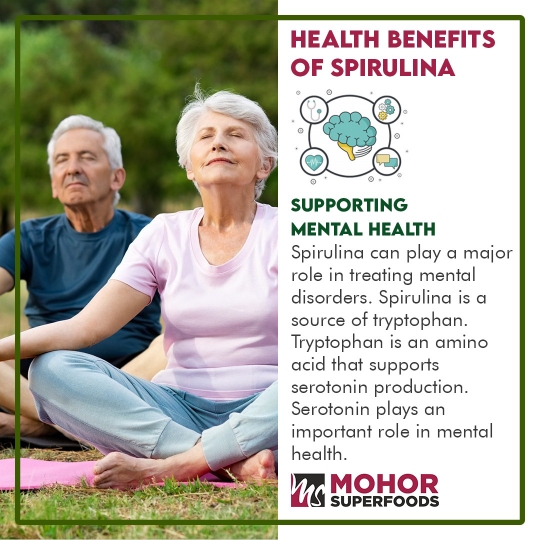 HEALTH BENEFITS
OF SPIRULINA
SUPPORTING
MENTAL HEALTH
Spirulina can play a major
role in treating mental
disorders. Spirulina is a
source of tryptophan.
Tryptophan is an amino
acid that supports
serotonin production.
Serotonin plays an
important role in mental
health.
Ms MOHOR
SUPERFOODS